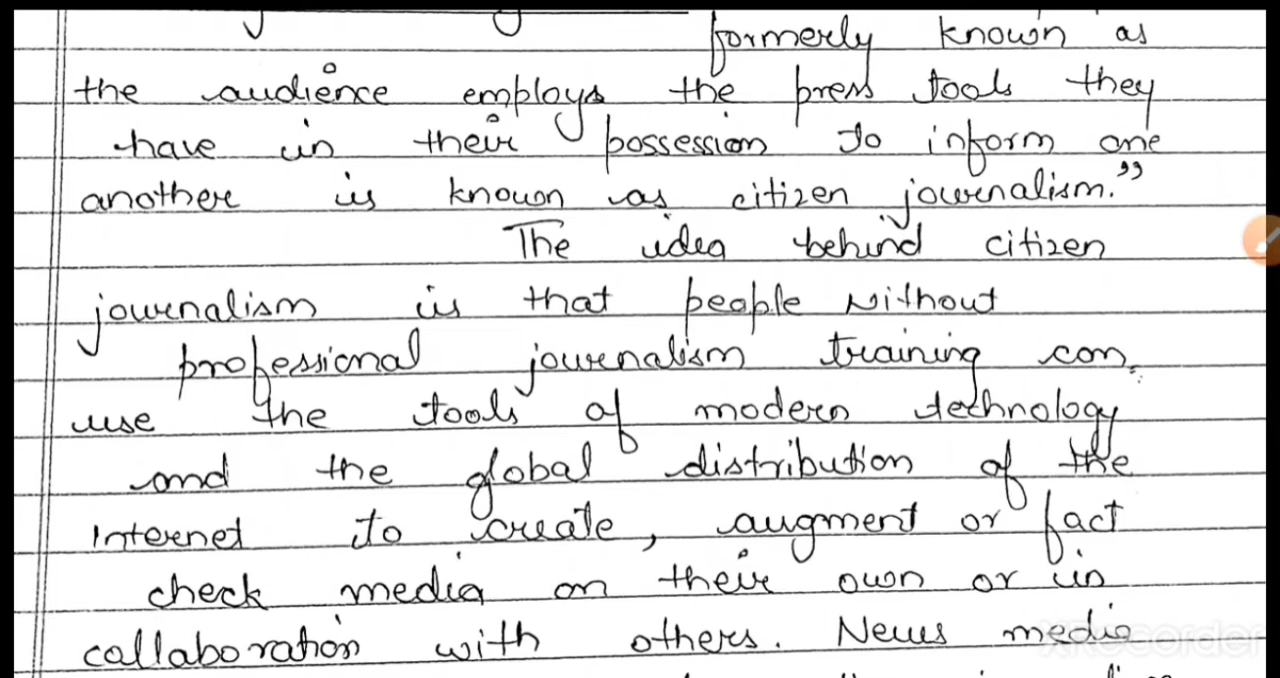 formerly known as
the audience employs the press tools they
have in their possession to inform one
another is known as citizen journalism."
The idea behind citizen
journalism is that people without
professional journalism training can
use the tools of modern technology
and the global distribution of the
Internet to create, augment or fact
check media on their own or in
collaboration with others. News media
XRecorder